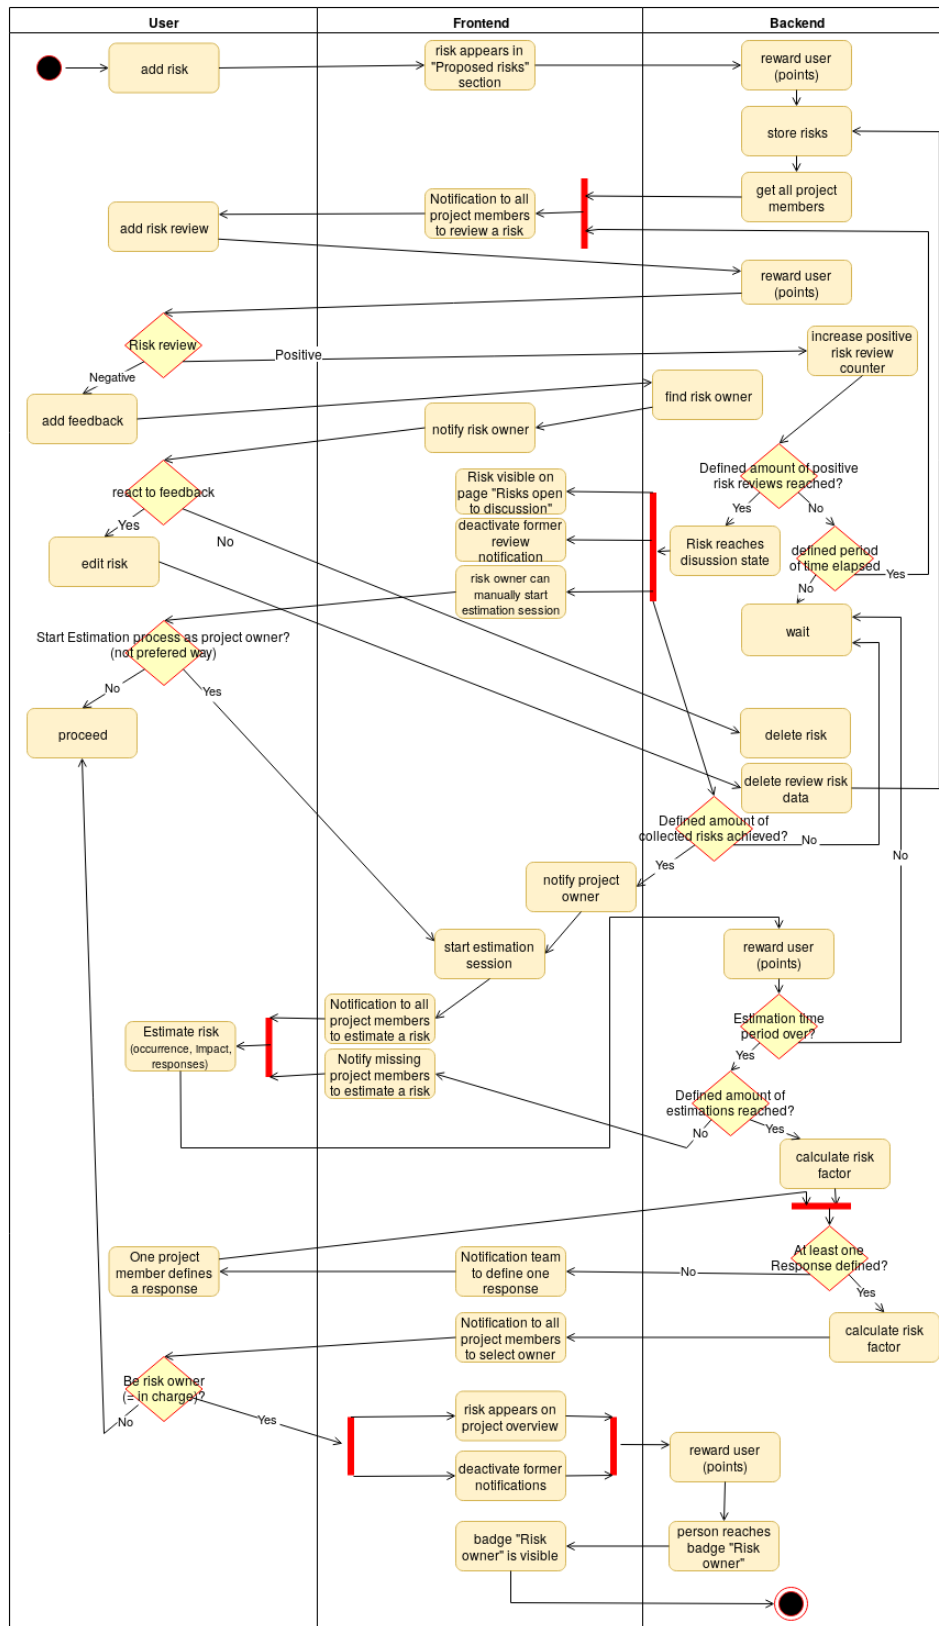 User
Frontend
Backend
add risk
risk appears in
"Proposed risks"
section
reward user
(points)
store risks
get all project
members
Notification to all
project members
to review a risk
add risk review
reward user
(points)
Risk review
Positive
increase positive
risk review
counter
Negative
add feedback
find risk owner
notify risk owner
Defined amount of positive
risk reviews reached?
Yes
No
react to feedback
Yes
No
Risk visible on
page "Risks open
to discussion"
deactivate former
review
notification
risk owner can
manually start
estimation session
Risk reaches
disussion state
defined period
of time elapsed
Yes
No
edit risk
wait
Start Estimation process as project owner?
(not prefered way)
No
Yes
proceed
delete risk
delete review risk
data
Defined amount of
collected risks achieved?
No
Yes
No
notify project
owner
start estimation
session
reward user
(points)
Notification to all
project members
to estimate a risk
Estimation time
period over?
Yes
Estimate risk
(occurrence, Impact,
responses)
Notify missing
project members
to estimate a risk
Defined amount of
estimations reached?
No
Yes
calculate risk
factor
One project
member defines
a response
Notification team
to define one
response
No
At least one
Response defined?
Yes
Notification to all
project members
to select owner
calculate risk
factor
Be risk owner
(= in charge)?
No
Yes
risk appears on
project overview
deactivate former
notifications
reward user
(points)
badge "Risk
owner" is visible
person reaches
badge "Risk
owner"